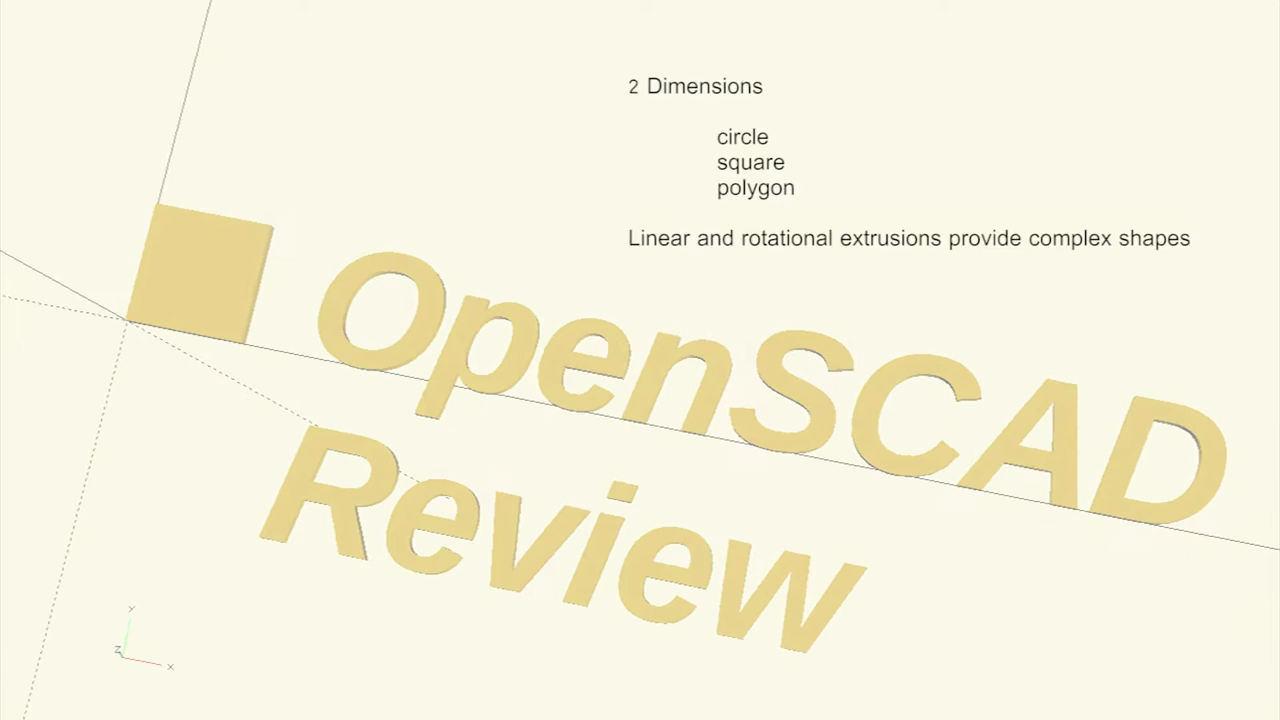 2 Dimensions
circle
square
polygon
Linear and rotational extrusions provide complex shapes
OpenSCAD
Review
Y
Z
X